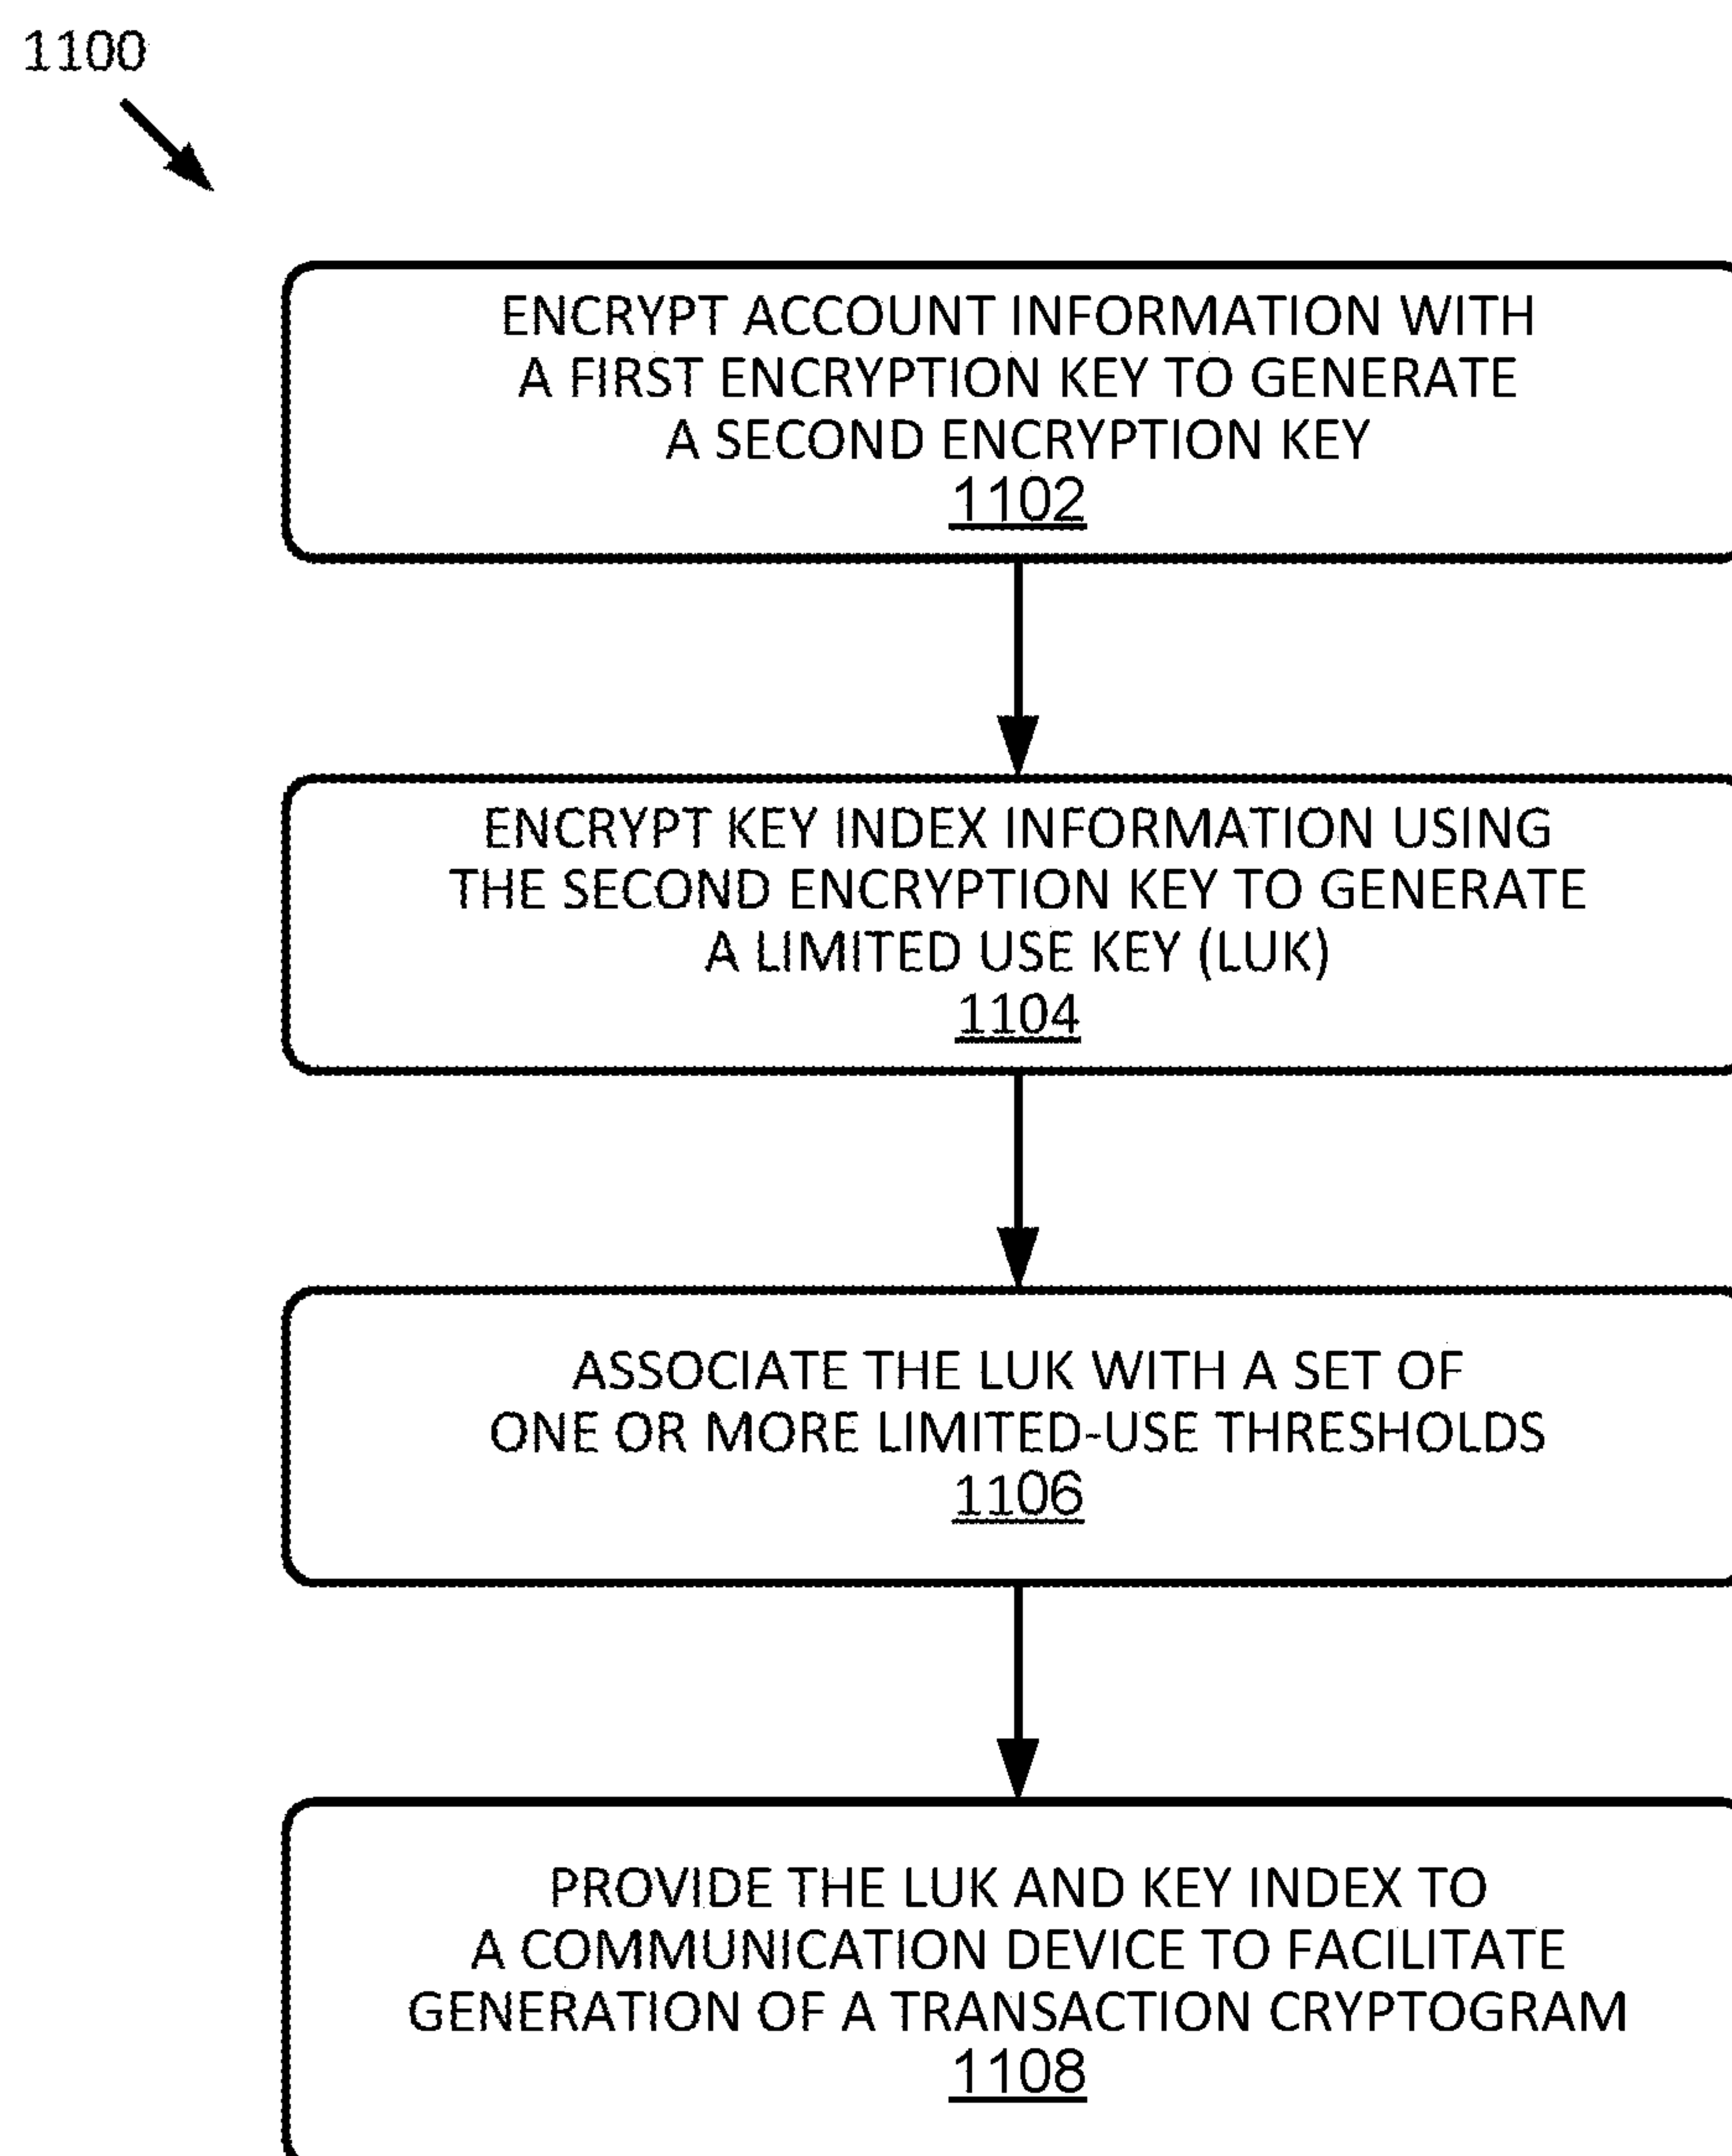 1100
ENCRYPT ACCOUNT INFORMATION WITH
A FIRST ENCRYPTION KEY TO GENERATE
A SECOND ENCRYPTION KEY
1102
ENCRYPT KEY INDEX INFORMATION USING
THE SECOND ENCRYPTION KEY TO GENERATE
A LIMITED USE KEY (LUK)
1104
ASSOCIATE THE LUK WITH A SET OF
ONE OR MORE LIMITED-USE THRESHOLDS
1106
PROVIDE THE LUK AND KEY INDEX TO
A COMMUNICATION DEVICE TO FACILITATE
GENERATION OF A TRANSACTION CRYPTOGRAM
1108